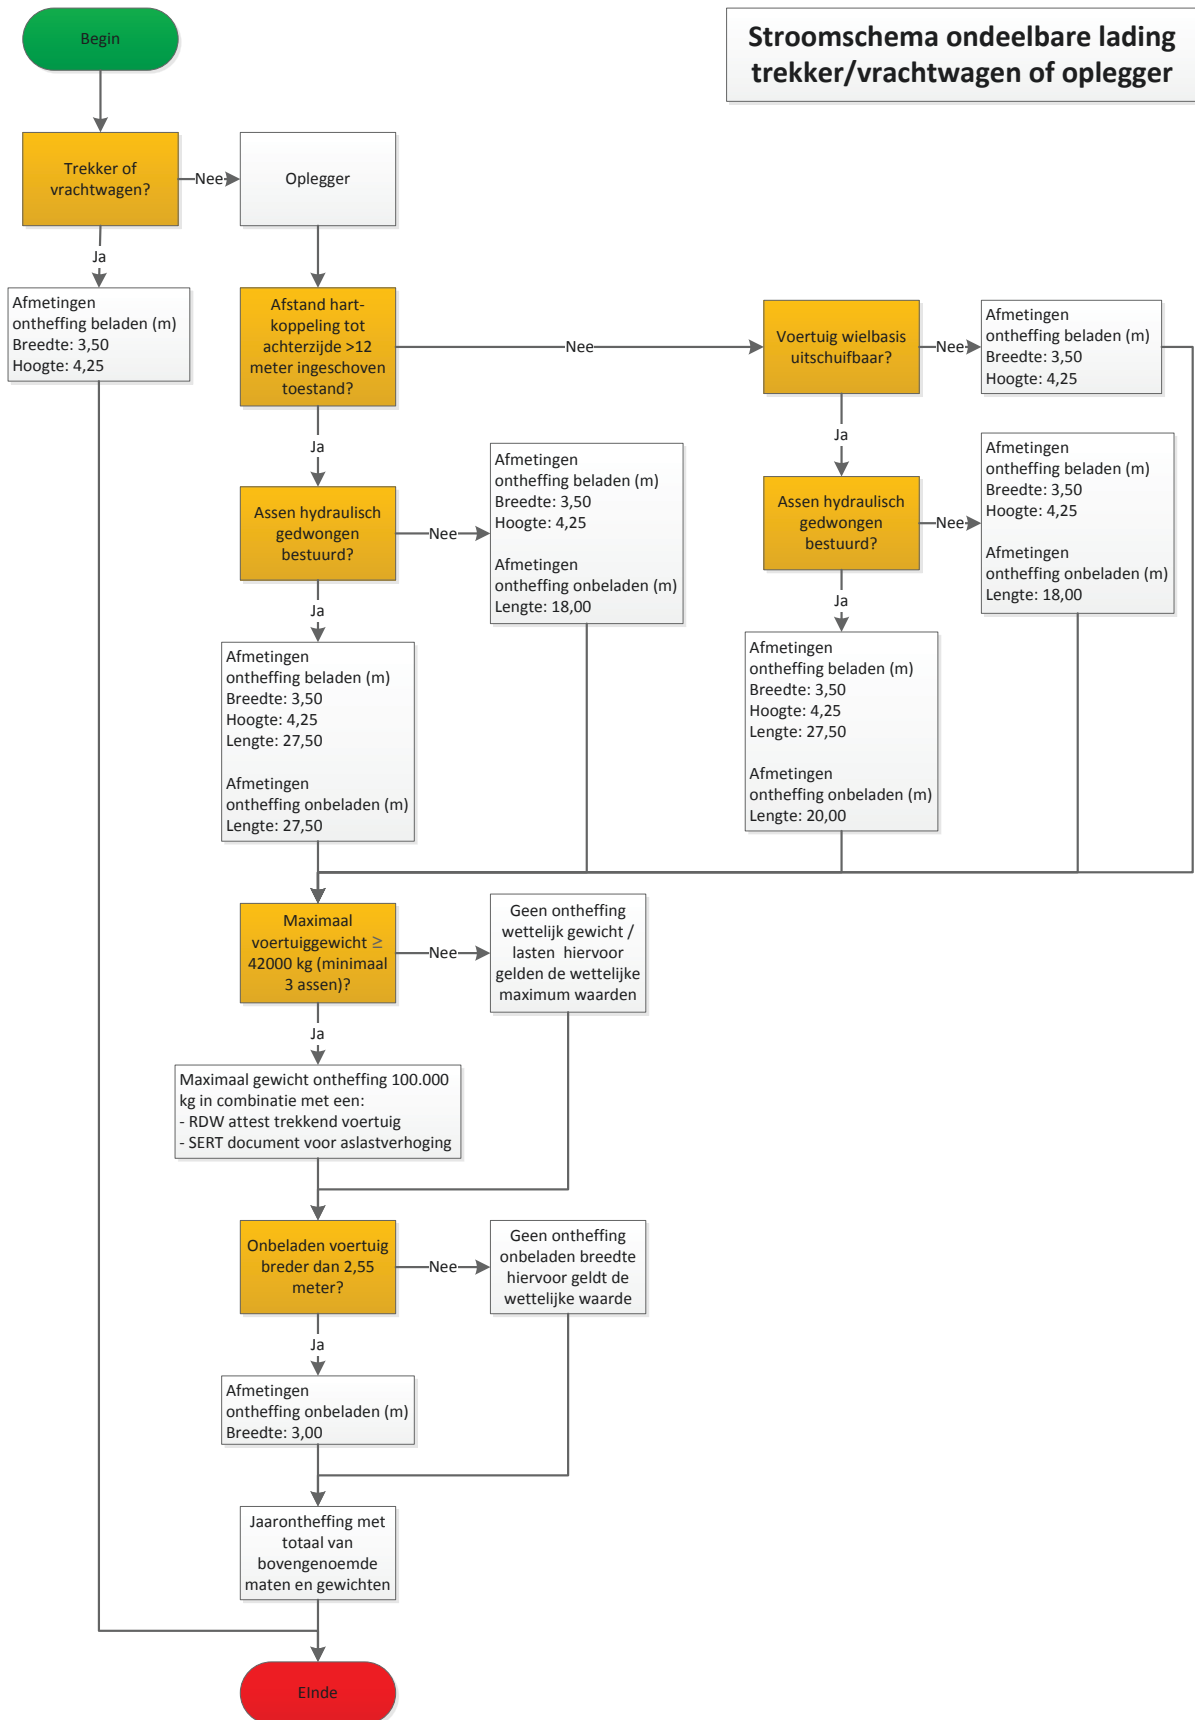 Begin
Stroomschema ondeelbare lading
trekker/vrachtwagen of oplegger
Trekker of
vrachtwagen?
Nee
Oplegger
Ja
Afmetingen
ontheffing beladen (m)
Breedte: 3,50
Hoogte: 4,25
Afstand hart-
koppeling tot
achterzijde >12
meter ingeschoven
toestand?
Nee
Voertuig wielbasis
uitschuifbaar?
Nee
Afmetingen
ontheffing beladen (m)
Breedte: 3,50
Hoogte: 4,25
Ja
Ja
Assen hydraulisch
gedwongen
bestuurd?
Nee
Afmetingen
ontheffing beladen (m)
Breedte: 3,50
Hoogte: 4,25
Afmetingen
ontheffing onbeladen (m)
Lengte: 18,00
Assen hydraulisch
gedwongen
bestuurd?
Nee
Afmetingen
ontheffing beladen (m)
Breedte: 3,50
Hoogte: 4,25
Afmetingen
ontheffing onbeladen (m)
Lengte: 18,00
Ja
Ja
Afmetingen
ontheffing beladen (m)
Breedte: 3,50
Hoogte: 4,25
Lengte: 27,50
Afmetingen
ontheffing onbeladen (m)
Lengte: 27,50
Afmetingen
ontheffing beladen (m)
Breedte: 3,50
Hoogte: 4,25
Lengte: 27,50
Afmetingen
ontheffing onbeladen (m)
Lengte: 20,00
Maximaal
voertuiggewicht ≥
42000 kg (minimaal
3 assen)?
Nee
Geen ontheffing
wettelijk gewicht /
lasten hiervoor
gelden de wettelijke
maximum waarden
Ja
Maximaal gewicht ontheffing 100.000
kg in combinatie met een:
- RDW attest trekkend voertuig
- SERT document voor aslastverhoging
Onbeladen voertuig
breder dan 2,55
meter?
Nee
Geen ontheffing
onbeladen breedte
hiervoor geldt de
wettelijke waarde
Ja
Afmetingen
ontheffing onbeladen (m)
Breedte: 3,00
Jaarontheffing met
totaal van
bovengenoemde
maten en gewichten
EInde